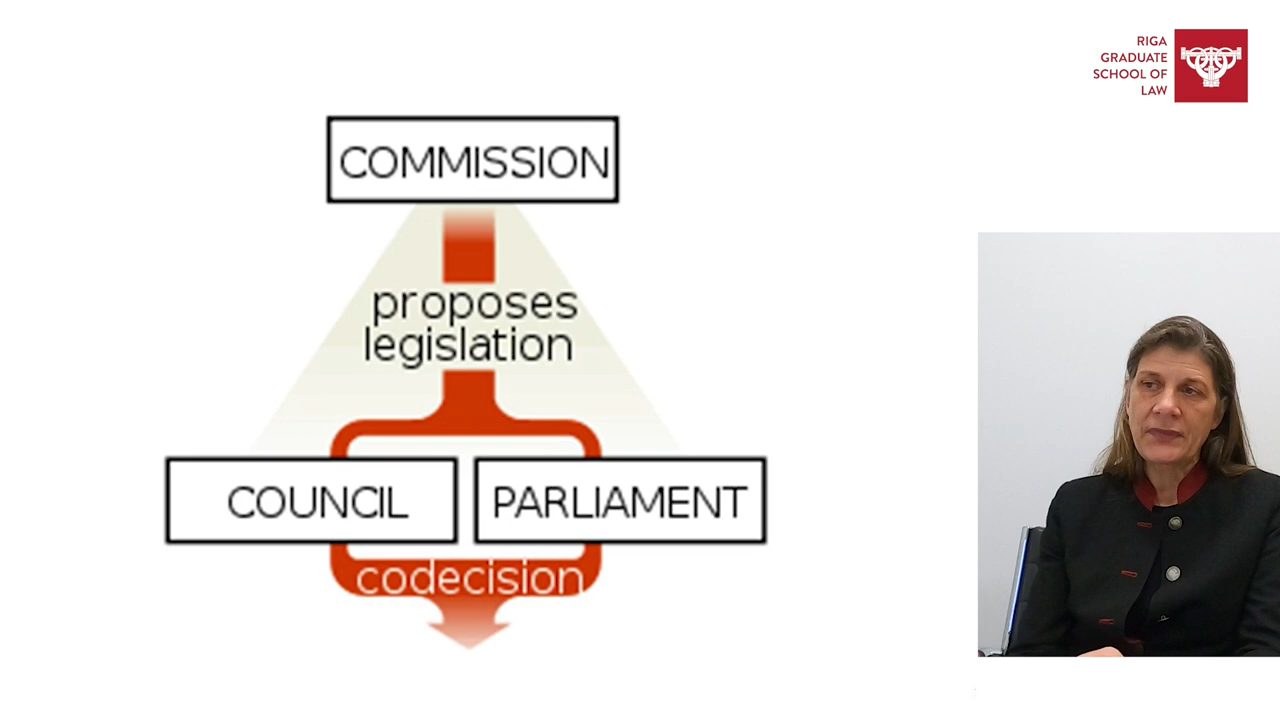 RIGA
GRADUATE
SCHOOL OF
LAW
COMMISSION
proposes
legislation
COUNCIL
PARLIAMENT
codecision